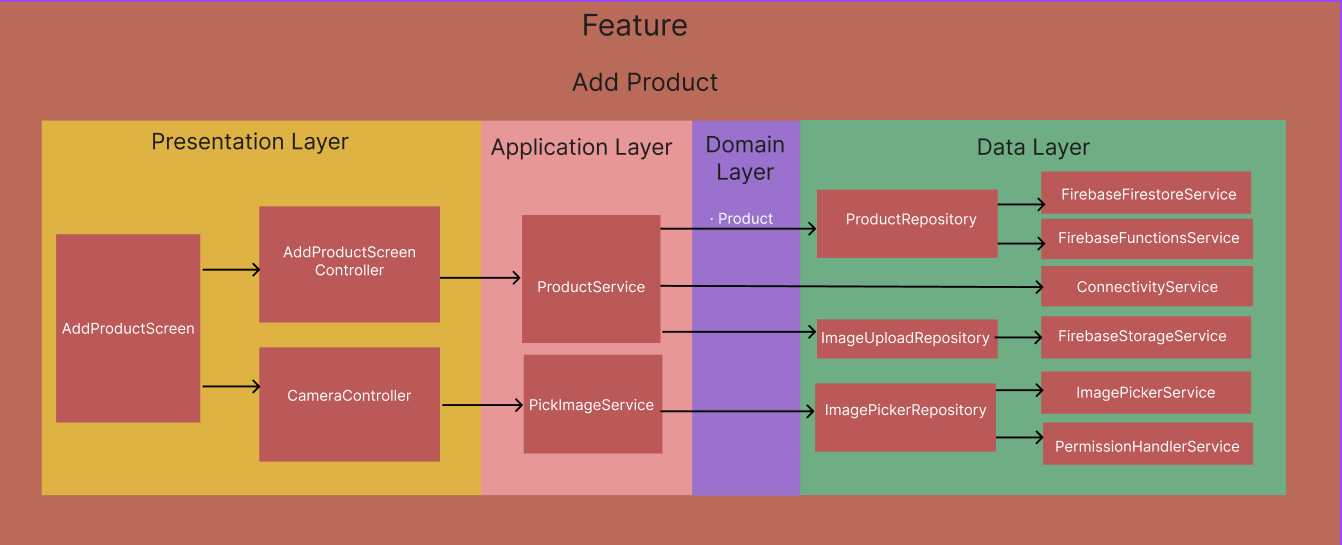 Feature
Add Product
Presentation Layer
AddProductScreen
AddProductScreen
Controller
CameraController
Application Layer
ProductService
PickImageService
Domain
Layer
· Product
Data Layer
ProductRepository
ImageUploadRepository
ImagePickerRepository
FirebaseFirestoreService
FirebaseFunctionsService
ConnectivityService
FirebaseStorageService
ImagePickerService
PermissionHandlerService